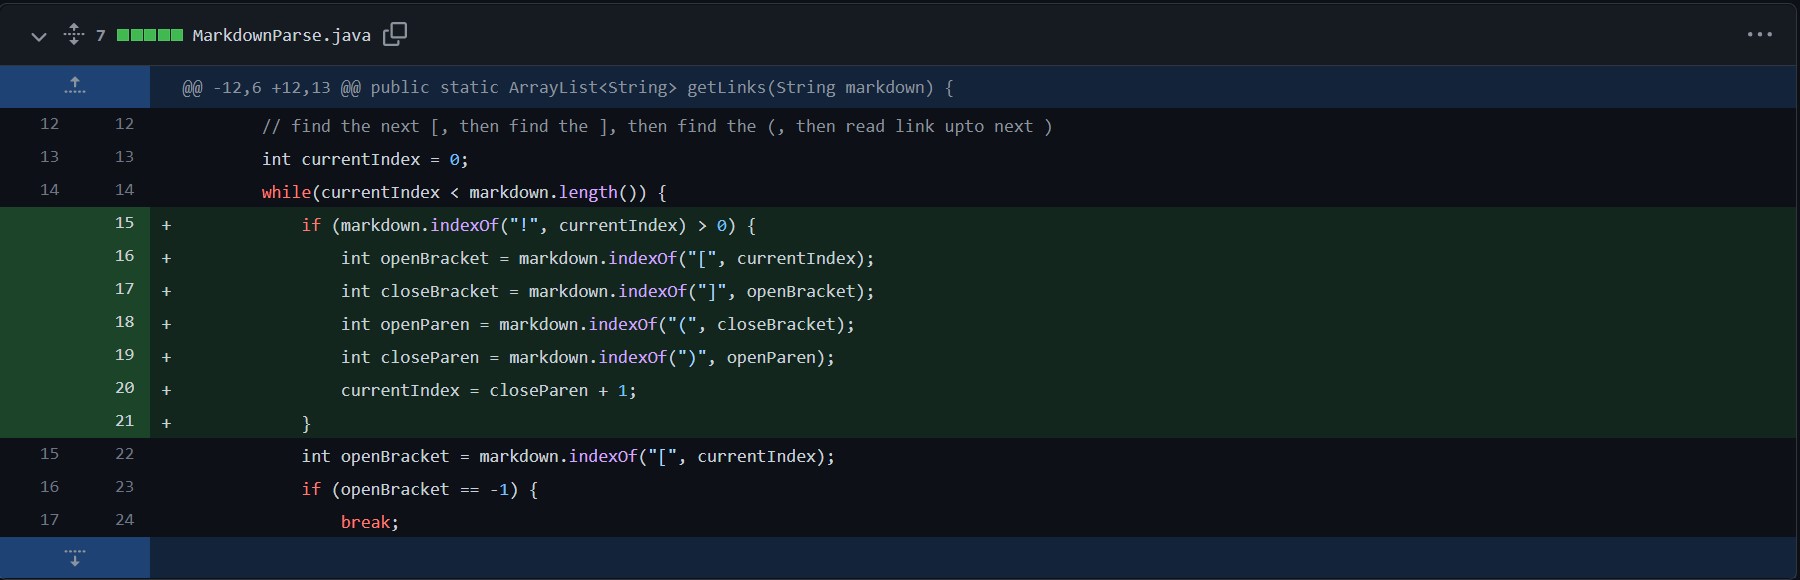 7 MarkdownParse.java
@@ -12,6 +12,13 @@ public static ArrayList<String> getLinks(String markdown) {
12 12 // find the next [, then find the ], then find the (, then read link upto next )
13 13 int currentIndex = 0;
14 14 while(currentIndex < markdown.length()) {
15 + if (markdown.indexOf("!", currentIndex) > 0) {
16 + int openBracket = markdown.indexOf("[", currentIndex);
17 + int closeBracket = markdown.indexOf("]", openBracket);
18 + int openParen = markdown.indexOf("(", closeBracket);
19 + int closeParen = markdown.indexOf(")", openParen);
20 + currentIndex = closeParen + 1;
21 + }
15 22 int openBracket = markdown.indexOf("[", currentIndex);
16 23 if (openBracket == -1) {
17 24 break;